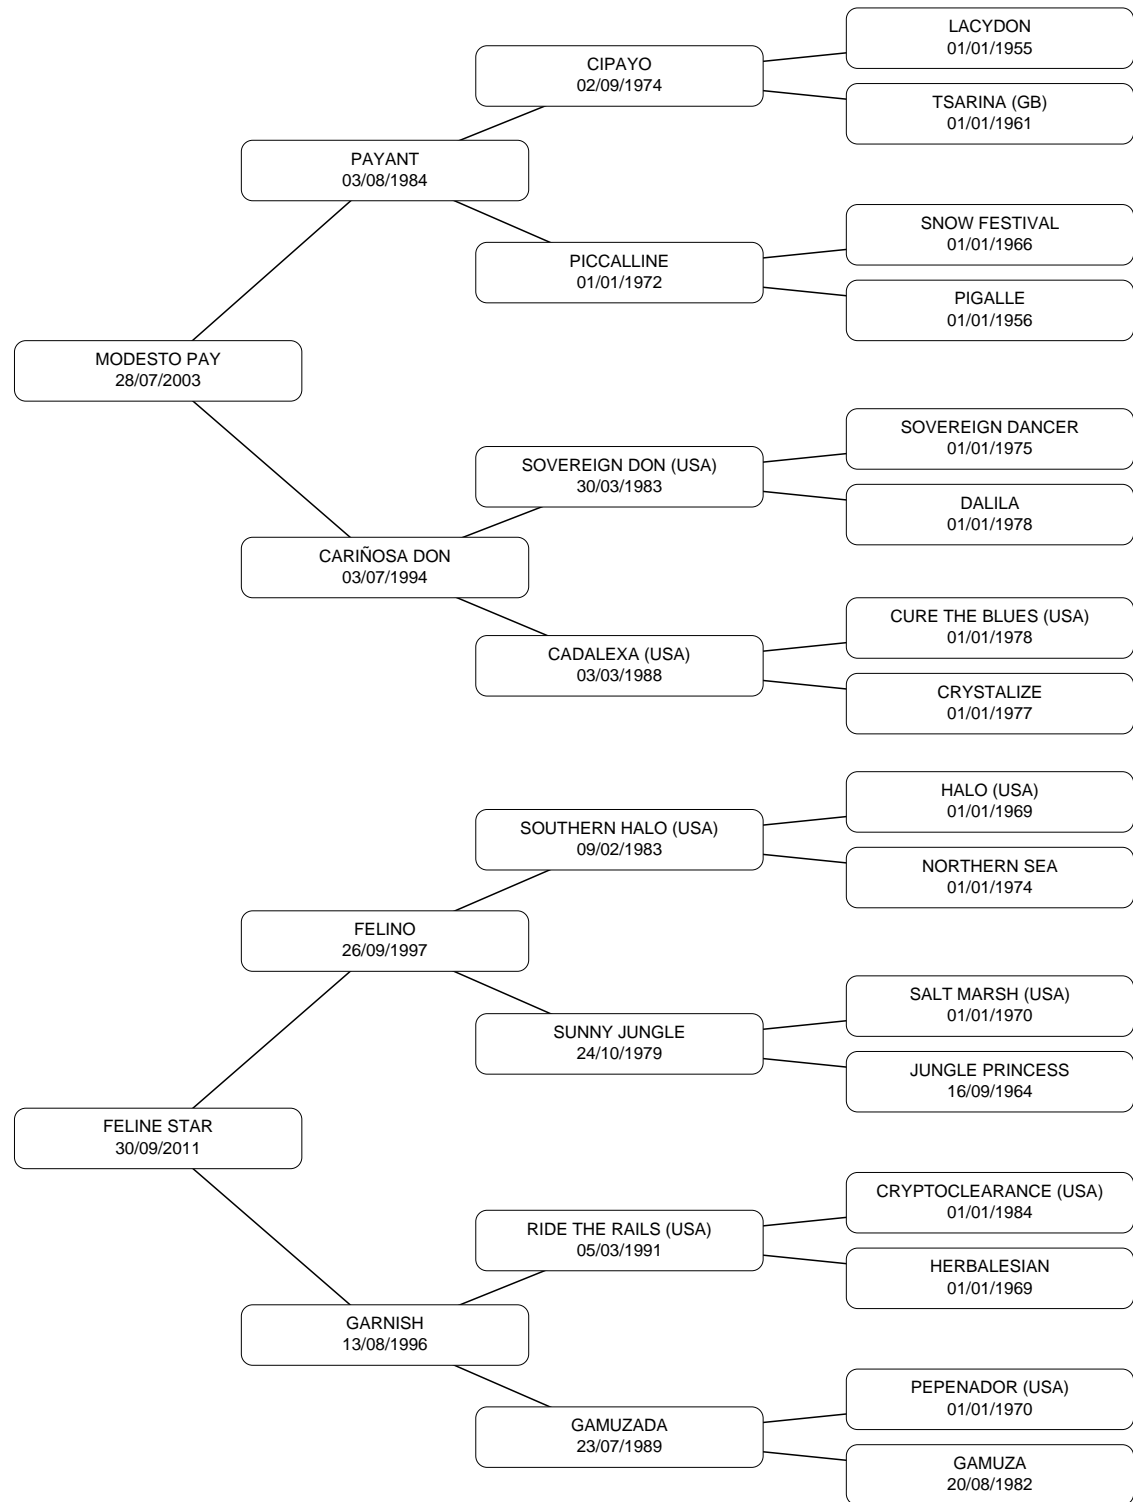 LACYDON
01/01/1955
CIPAYO
02/09/1974
TSARINA (GB)
01/01/1961
PAYANT
03/08/1984
SNOW FESTIVAL
01/01/1966
PICCALLINE
01/01/1972
PIGALLE
01/01/1956
MODESTO PAY
28/07/2003
SOVEREIGN DANCER
01/01/1975
SOVEREIGN DON (USA)
30/03/1983
DALILA
01/01/1978
CARIÑOSA DON
03/07/1994
CURE THE BLUES (USA)
01/01/1978
CADALEXA (USA)
03/03/1988
CRYSTALIZE
01/01/1977
HALO (USA)
01/01/1969
SOUTHERN HALO (USA)
09/02/1983
NORTHERN SEA
01/01/1974
FELINO
26/09/1997
SALT MARSH (USA)
01/01/1970
SUNNY JUNGLE
24/10/1979
JUNGLE PRINCESS
16/09/1964
FELINE STAR
30/09/2011
CRYPTOCLEARANCE (USA)
01/01/1984
RIDE THE RAILS (USA)
05/03/1991
HERBALESIAN
01/01/1969
GARNISH
13/08/1996
PEPENADOR (USA)
01/01/1970
GAMUZADA
23/07/1989
GAMUZA
20/08/1982